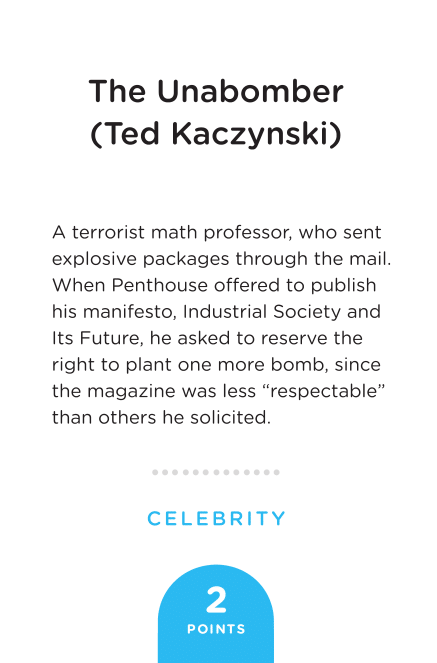 The Unabomber
(Ted Kaczynski)
A terrorist math professor, who sent
explosive packages through the mail.
When Penthouse offered to publish
his manifesto, Industrial Society and
Its Future, he asked to reserve the
right to plant one more bomb, since
the magazine was less “respectable”
than others he solicited.
CELEBRITY
2
POINTS